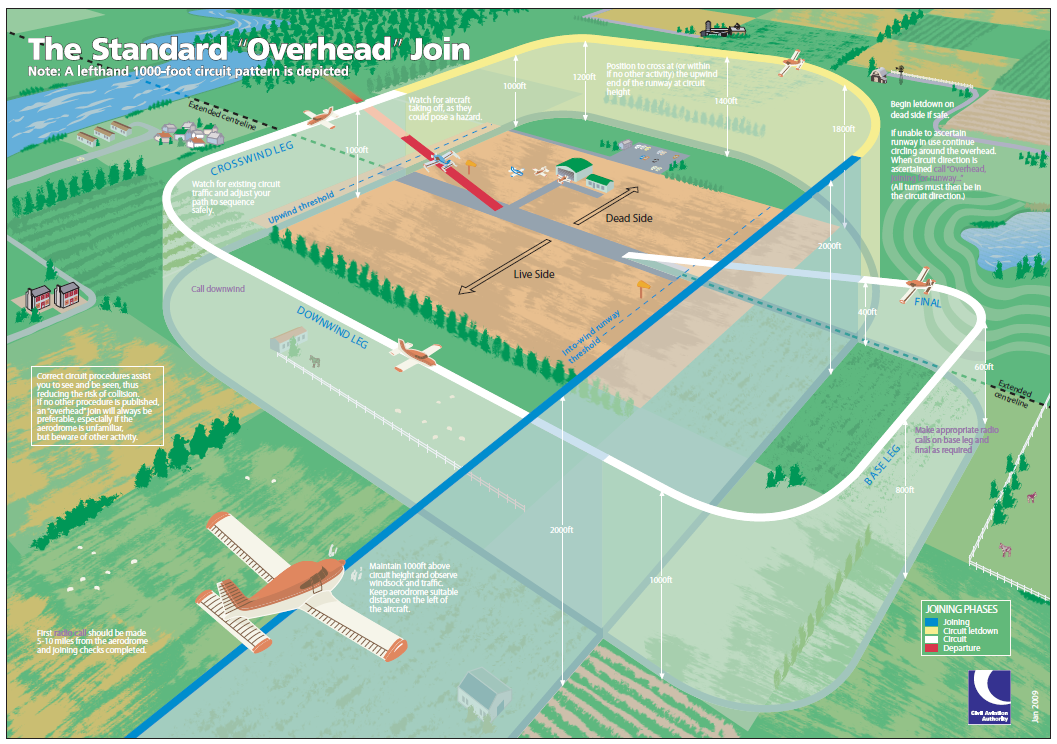 The Standard "Overhead" Join
Note: A lefthand 1000-foot circuit pattern is depicted
Extended centreline
CROSSWIND LEG
Watch for existing circuit
traffic and adjust your
path to sequence
safely.
1000ft
Watch for aircraft
taking off, as they
could pose a hazard.
1000ft
1200ft
Position to cross at (or within
if no other activity) the upwind
end of the runway at circuit
height
1400ft
1800ft
Begin letdown on
dead side if safe.
If unable to ascertain
runway in use continue
circling around the overhead.
When circuit direction is
ascertained call "Overhead,
joining for runway..."
(All turns must then be in
the circuit direction.)
Upwind threshold
Dead Side
Live Side
2000ft
Call downwind
DOWNWIND LEG
Into-wind runway
threshold
FINAL
400ft
600ft
Extended
centreline
Correct circuit procedures assist
you to see and be seen, thus
reducing the risk of collision.
If no other procedure is published,
an "overhead" join will always be
preferable, especially if the
aerodrome is unfamiliar,
but beware of other activity.
Make appropriate radio
calls on base leg and
final as required
BASE LEG
800ft
2000ft
1000ft
Maintain 1000ft above
circuit height and observe
windsock and traffic.
Keep aerodrome suitable
distance on the left of
the aircraft.
First radio call should be made
5-10 miles from the aerodrome
and joining checks completed.
JOINING PHASES
Joining
Circuit letdown
Circuit
Departure
Civil Aviation
Authority
Jan 2009